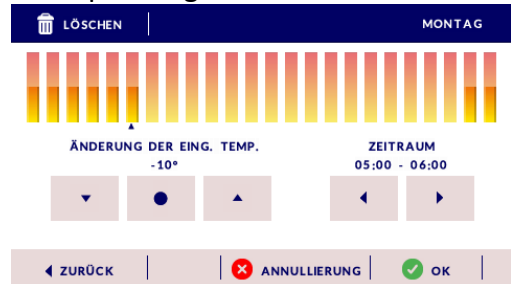 LÖSCHEN
MONTAG
ÄNDERUNG DER EING. TEMP.
-10°
ZEITRAUM
05:00 - 06:00
ZURÜCK
ANNULLIERUNG
OK